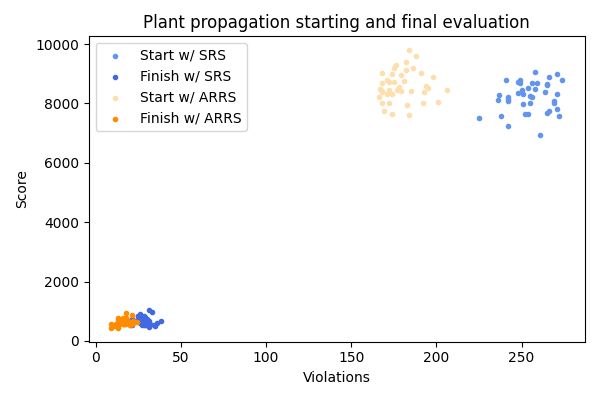 Plant propagation starting and final evaluation
Start w/ SRS
Finish w/ SRS
Start w/ ARRS
Finish w/ ARRS
Score
10000
8000
6000
4000
2000
0
0
50
100
150
200
250
Violations